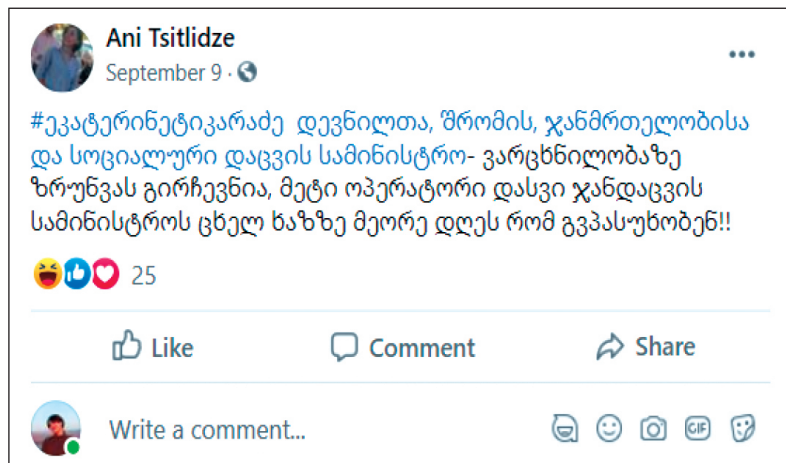 Ani Tsitlidze
September 9 ·
#ეკატერინეტიკარაძე დევნილთა, შრომის, ჯანმრთელობისა
და სოციალური დაცვის სამინისტრო- ვარცხნილობაზე
ზრუნვას გირჩევნია, მეტი ოპერატორი დასვი ჯანდაცვის
სამინისტროს ცხელ ხაზზე მეორე დღეს რომ გვპასუხობენ!!
25
Like Comment Share
Write a comment...
GIF